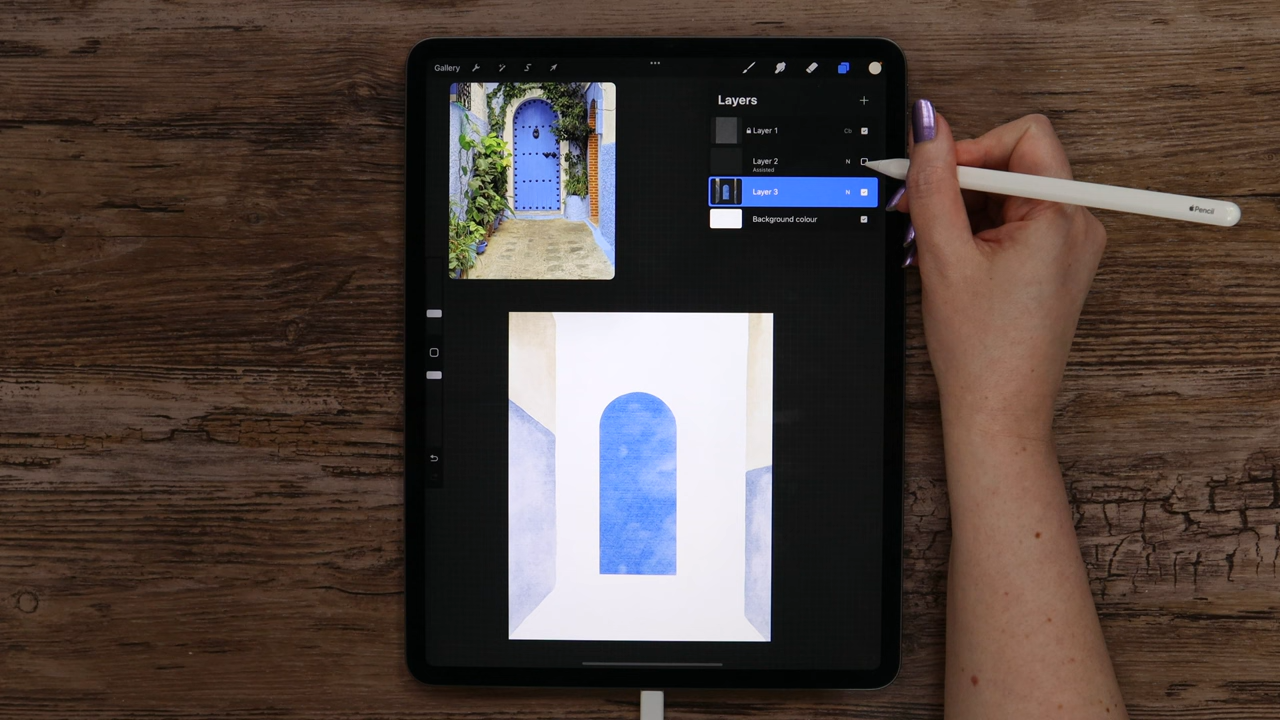 Gallery
Layers
Layer 1
Layer 2
N
Assisted
Layer 3
N
Background colour
Pencil